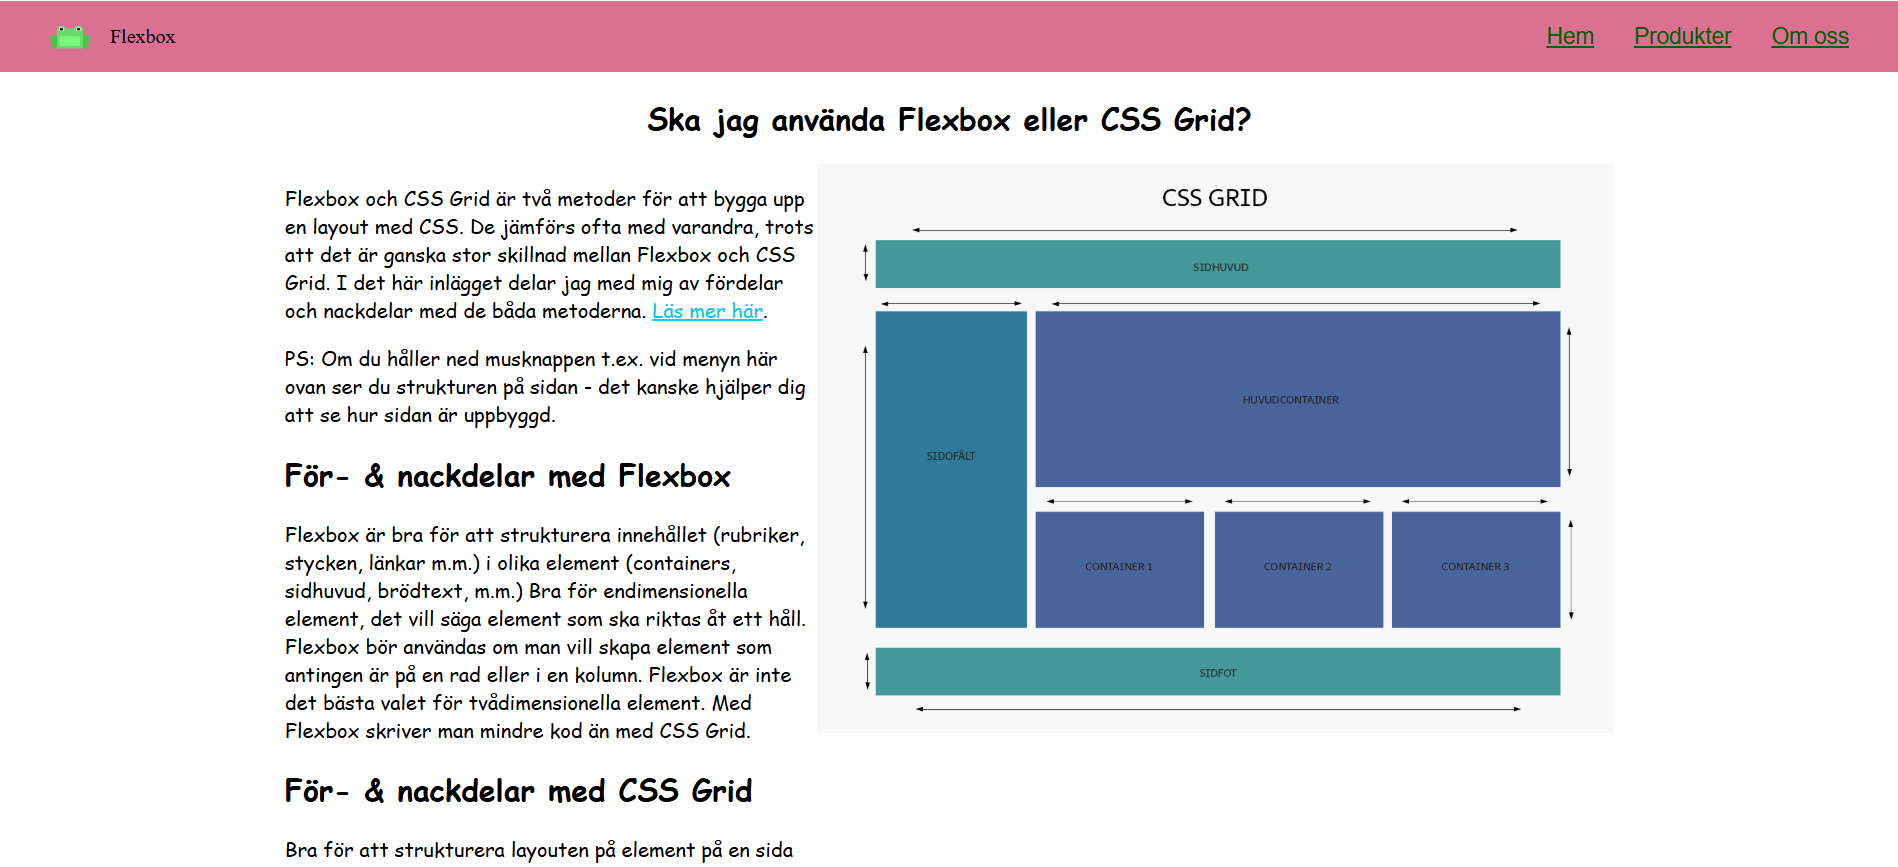 Flexbox
Hem
Produkter
Om oss
Ska jag använda Flexbox eller CSS Grid?
Flexbox och CSS Grid är två metoder för att bygga upp
en layout med CSS. De jämförs ofta med varandra, trots
att det är ganska stor skillnad mellan Flexbox och CSS
Grid. I det här inlägget delar jag med mig av fördelar
och nackdelar med de båda metoderna. Läs mer här.
PS: Om du håller ned musknappen t.ex. vid menyn här
ovan ser du strukturen på sidan - det kanske hjälper dig
att se hur sidan är uppbyggd.
För- & nackdelar med Flexbox
Flexbox är bra för att strukturera innehållet (rubriker,
stycken, länkar m.m.) i olika element (containers,
sidhuvud, brödtext, m.m.) Bra för endimensionella
element, det vill säga element som ska riktas åt ett håll.
Flexbox bör användas om man vill skapa element som
antingen är på en rad eller i en kolumn. Flexbox är inte
det bästa valet för tvådimensionella element. Med
Flexbox skriver man mindre kod än med CSS Grid.
För- & nackdelar med CSS Grid
Bra för att strukturera layouten på element på en sida
CSS GRID
SIDHUVUD
SIDOFÄLT
HUVUDCONTAINER
CONTAINER 1
CONTAINER 2
CONTAINER 3
SIDFOT